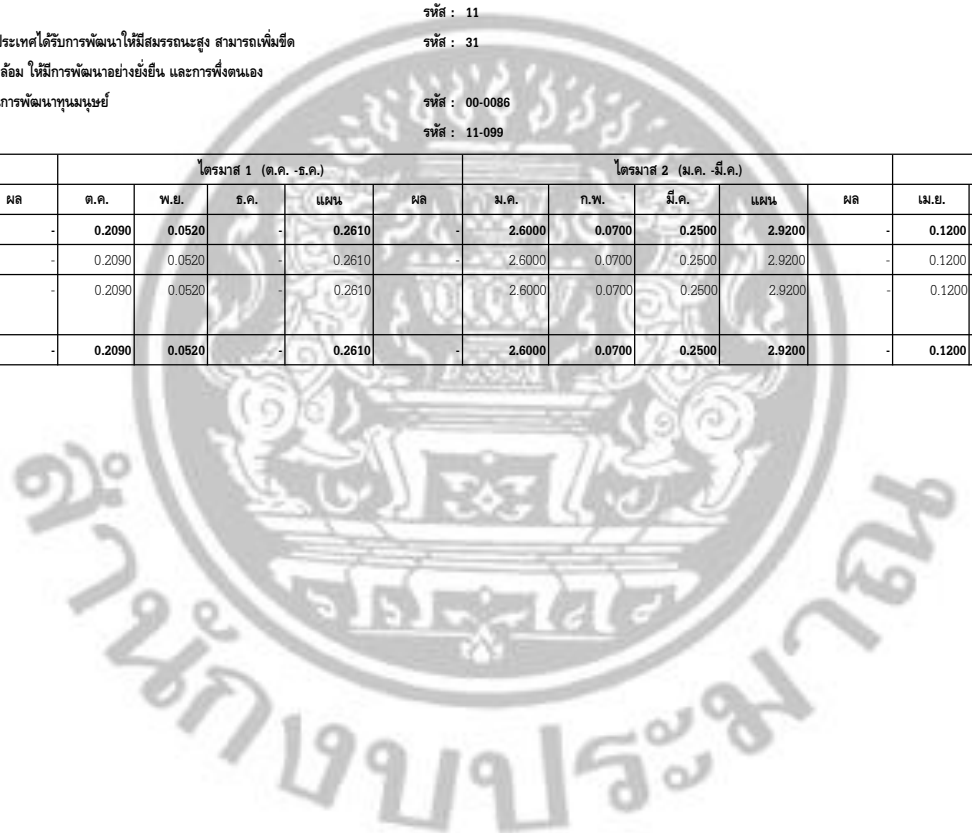 รหัส : 11
ประเทศได้รับการพัฒนาให้มีสมรรถนะสูง สามารถเพิ่มขีด รหัส : 31
ล้อม ให้มีการพัฒนาอย่างยั่งยืน และการพึ่งตนเอง
การพัฒนาทุนมนุษย์ รหัส : 00-0086
รหัส : 11-099
ไตรมาส 1 (ต.ค. -ธ.ค.) ไตรมาส 2 (ม.ค. -มี.ค.)
ผล ต.ค. พ.ย. ธ.ค. แผน ผล ม.ค. ก.พ. มี.ค. แผน ผล เม.ย.
- 0.2090 0.0520 - 0.2610 - 2.6000 0.0700 0.2500 2.9200 - 0.1200
- 0.2090 0.0520 - 0.2610 - 2.6000 0.0700 0.2500 2.9200 - 0.1200
- 0.2090 0.0520 - 0.2610 2.6000 0.0700 0.2500 2.9200 - 0.1200
- 0.2090 0.0520 - 0.2610 - 2.6000 0.0700 0.2500 2.9200 - 0.1200
สำนักงบประมาณ